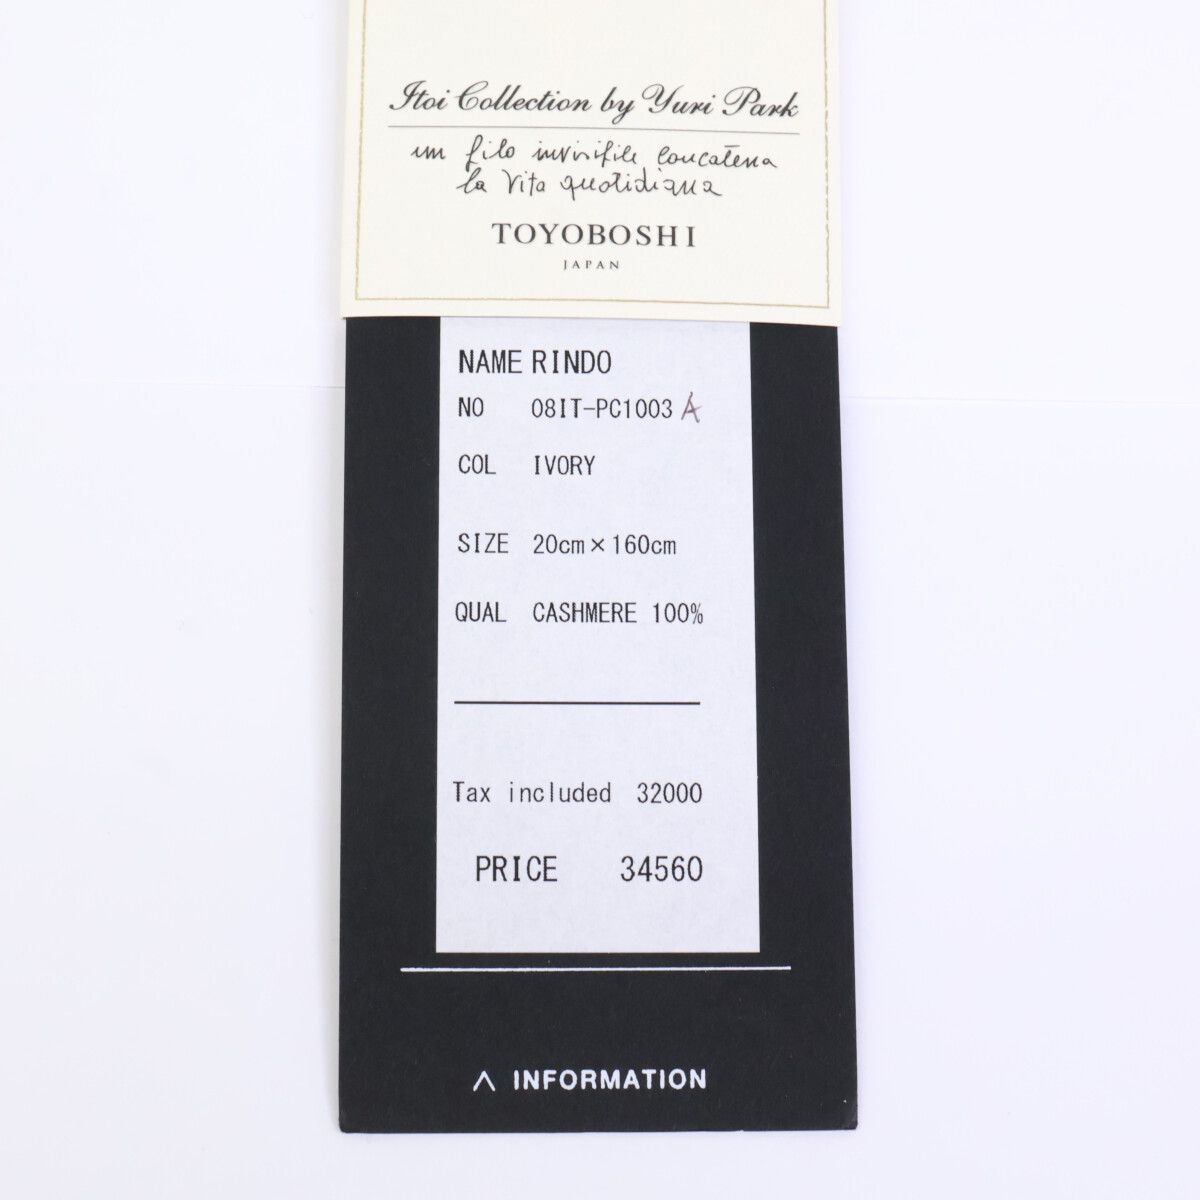 Itoi Collection by Yuri Park
un filo invisibile concatena
la vita quotidiana
TOYOBOSHI
JAPAN
NAME RINDO
NO 08IT-PC1003 A
COL IVORY
SIZE 20cm×160cm
QUAL CASHMERE 100%
Tax included 32000
PRICE 34560
INFORMATION